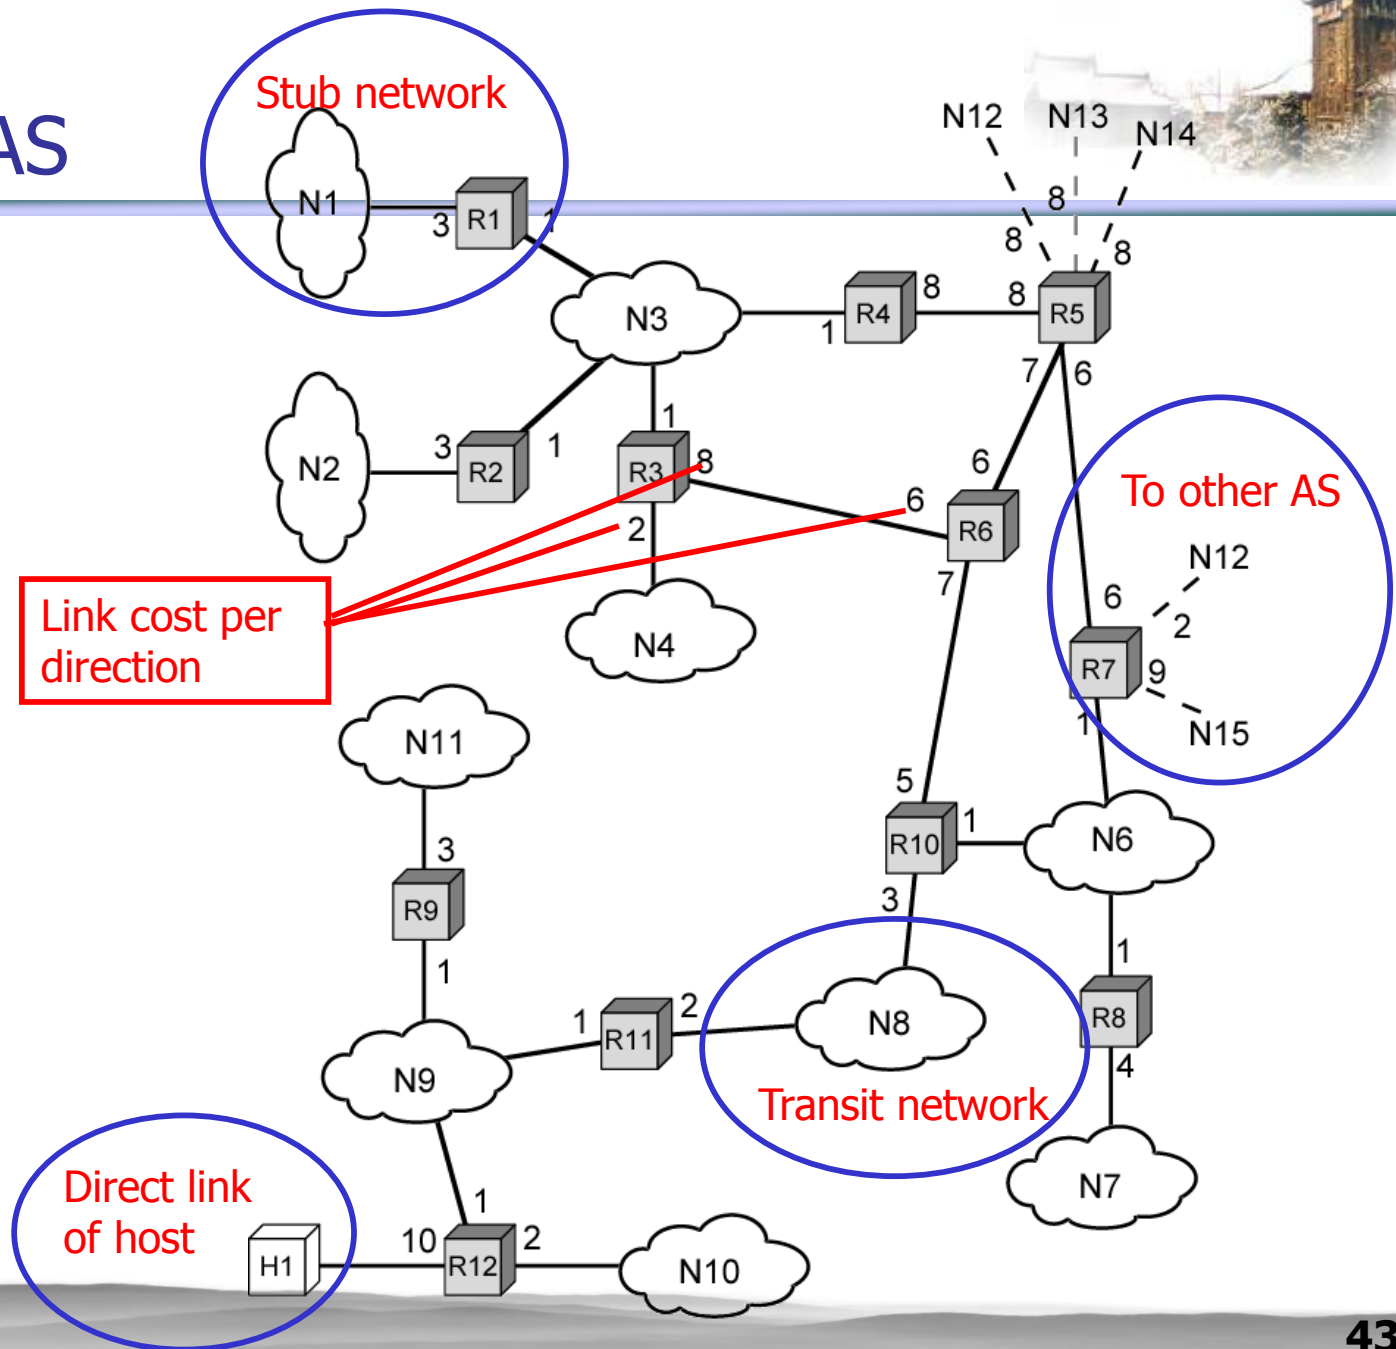 Stub network
N12
N13
N14
AS
N1
3
R1
1
8
8
8
N3
1
R4
8
8
R5
7
6
N2
3
R2
1
1
R3
8
2
6
6
R6
7
To other AS
N12
6
2
R7
9
1
N15
Link cost per
direction
N4
N11
5
R10
1
N6
3
3
R9
1
1
R11
2
N8
1
R8
4
N9
Transit network
N7
Direct link
of host
1
10
R12
2
H1
N10
43